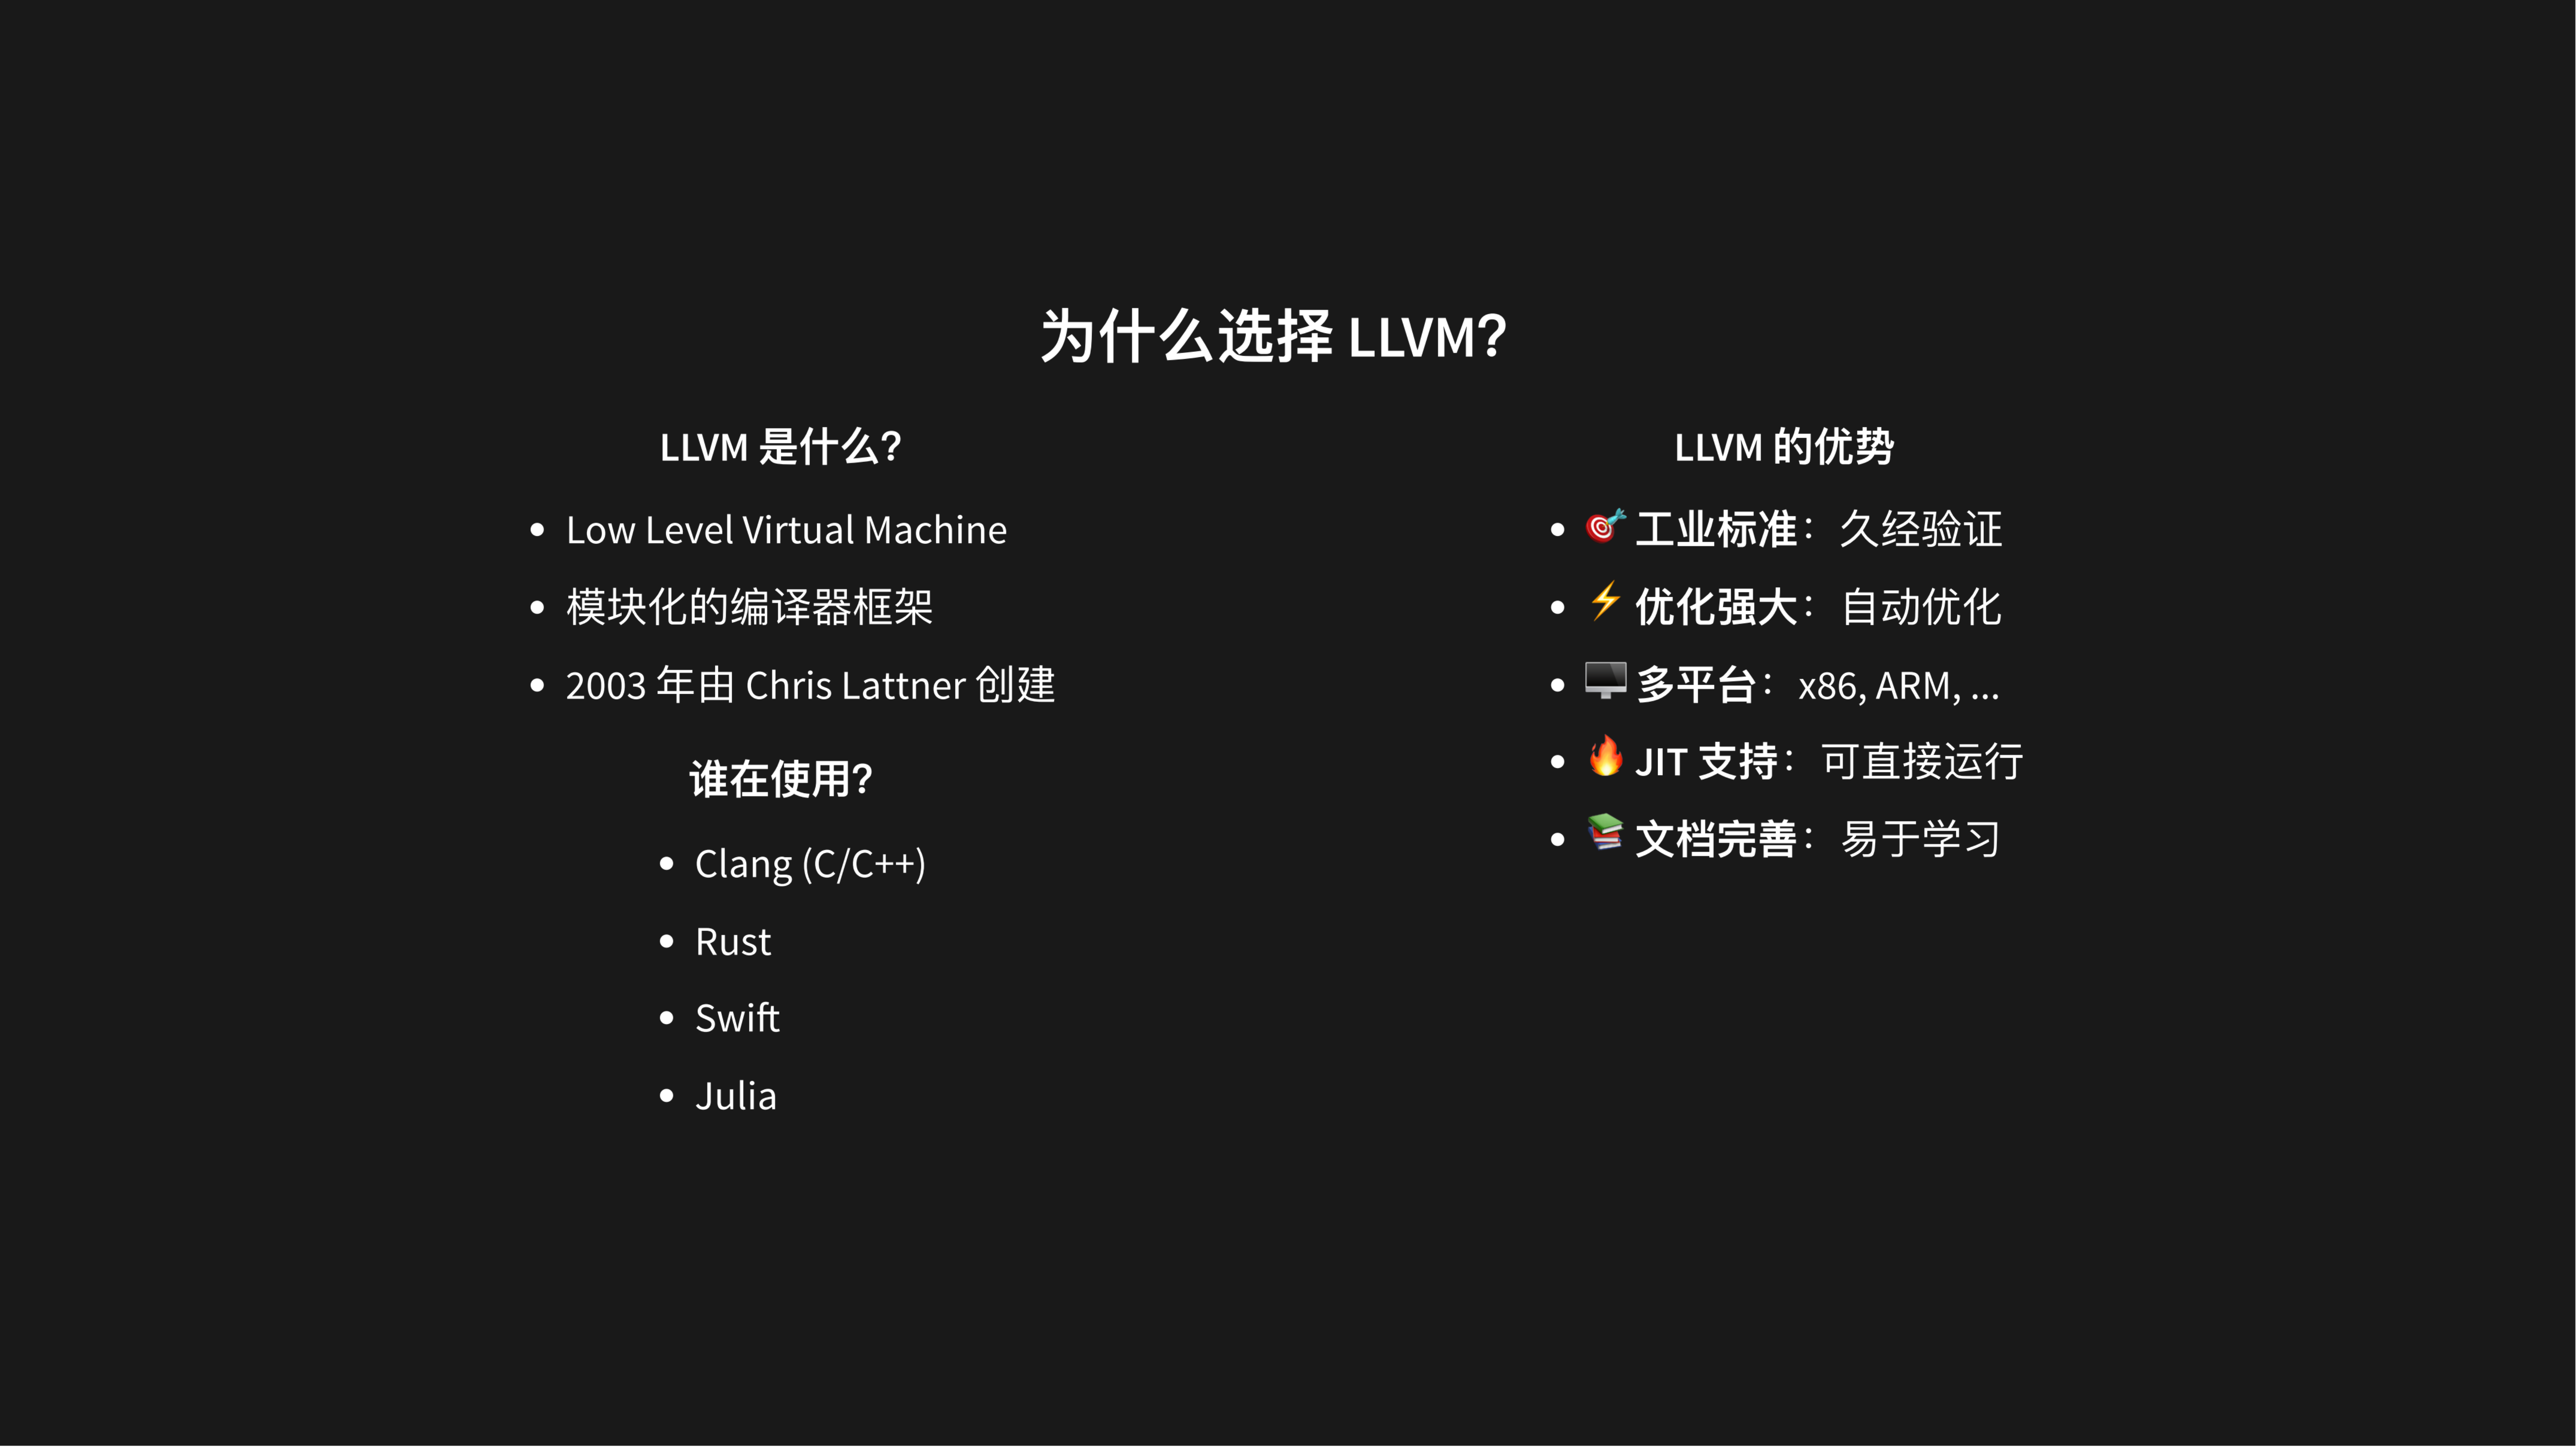 为什么选择 LLVM？
LLVM 是什么？
Low Level Virtual Machine
模块化的编译器框架
2003 年由 Chris Lattner 创建
谁在使用？
Clang (C/C++)
Rust
Swift
Julia
LLVM 的优势
🎯 工业标准：久经验证
⚡ 优化强大：自动优化
🖥️ 多平台：x86, ARM, ...
🔥 JIT 支持：可直接运行
📚 文档完善：易于学习